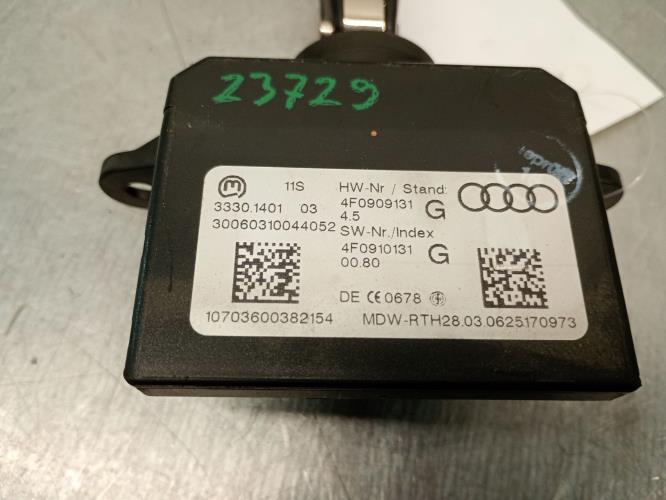 23729
11S
HW-Nr / Stand:
3330.1401 03
4F0909131 G
4.5
30060310044052
SW-Nr./Index
4F0910131 G
00.80
DE CE 0678
10703600382154
MDW-RTH28.03.0625170973